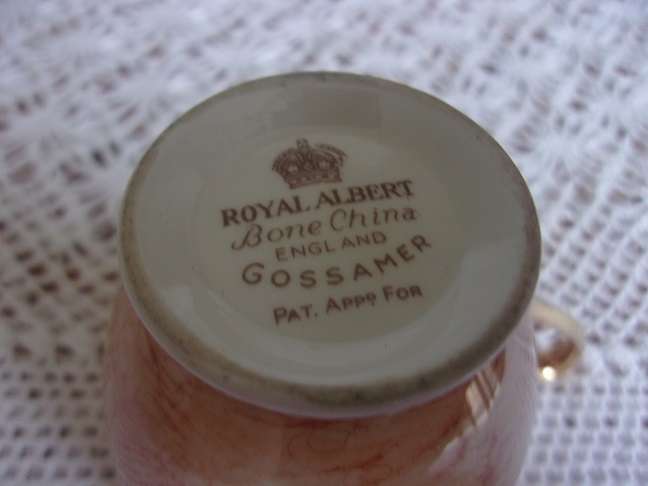 ROYAL ALBERT
Bone China
ENGLAND
GOSSAMER
PAT. APPD FOR